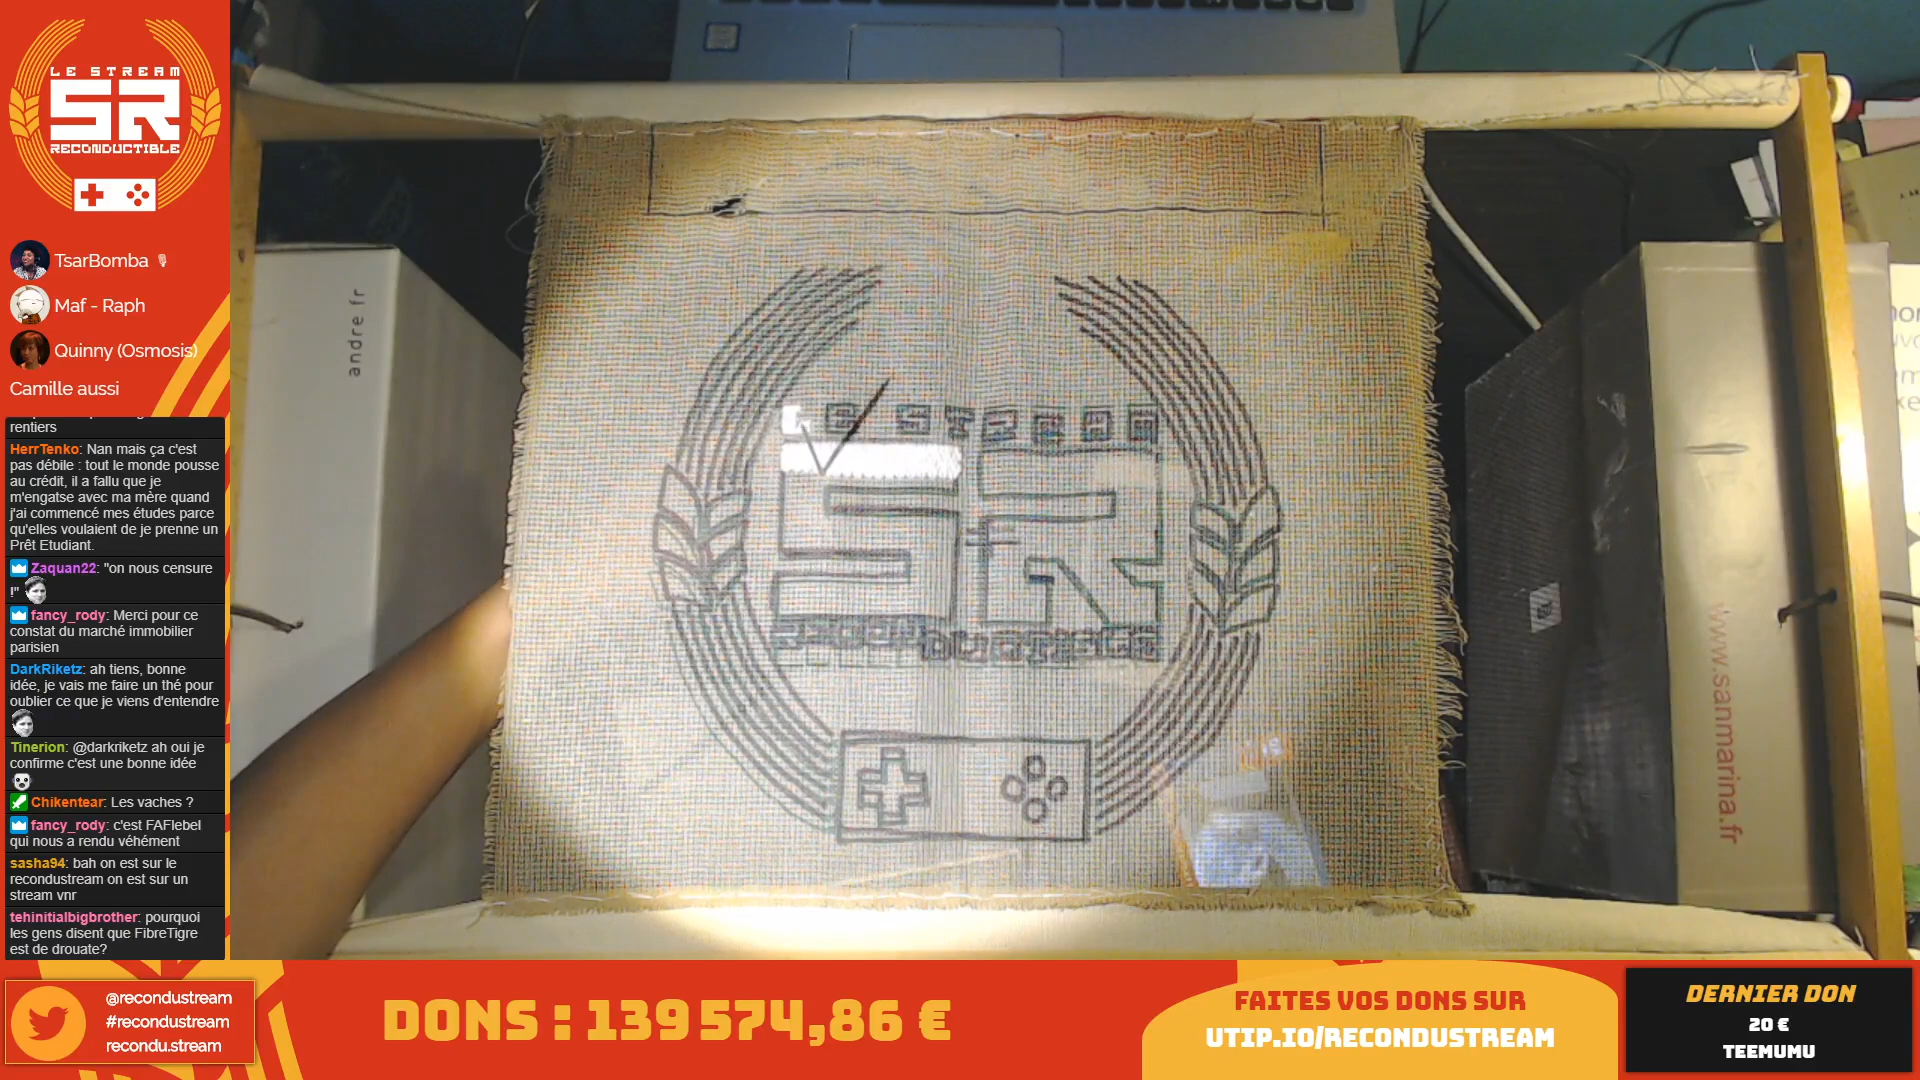 LE STREAM
SR
RECONDUCTIBLE
TsarBomba
Maf - Raph
Quinny (Osmosis)
Camille aussi
rentiers
HerrTenko: Nan mais ça c'est
pas débile : tout le monde pousse
au crédit, il a fallu que je
m'engatse avec ma mère quand
j'ai commencé mes études parce
qu'elles voulaient de je prenne un
Prêt Etudiant.
Zaquan22: "on nous censure
!"
fancy_rody: Merci pour ce
constat du marché immobilier
parisien
DarkRiketz: ah tiens, bonne
idée, je vais me faire un thé pour
oublier ce que je viens d'entendre
Tinerion: @darkriketz ah oui je
confirme c'est une bonne idée
Chikentear: Les vaches ?
fancy_rody: c'est FAFlebel
qui nous a rendu véhément
sasha94: bah on est sur le
recondustream on est sur un
stream vnr
tehinitialbigbrother: pourquoi
les gens disent que FibreTigre
est de drouate?
andre.fr
LE STREAM
SR
RECONDUCTIBLE
www.sanmarina.fr
@recondustream
#recondustream
recondu.stream
DONS : 139 574,86 €
FAITES VOS DONS SUR
UTIP.IO/RECONDUSTREAM
DERNIER DON
20 €
TEEMUMU